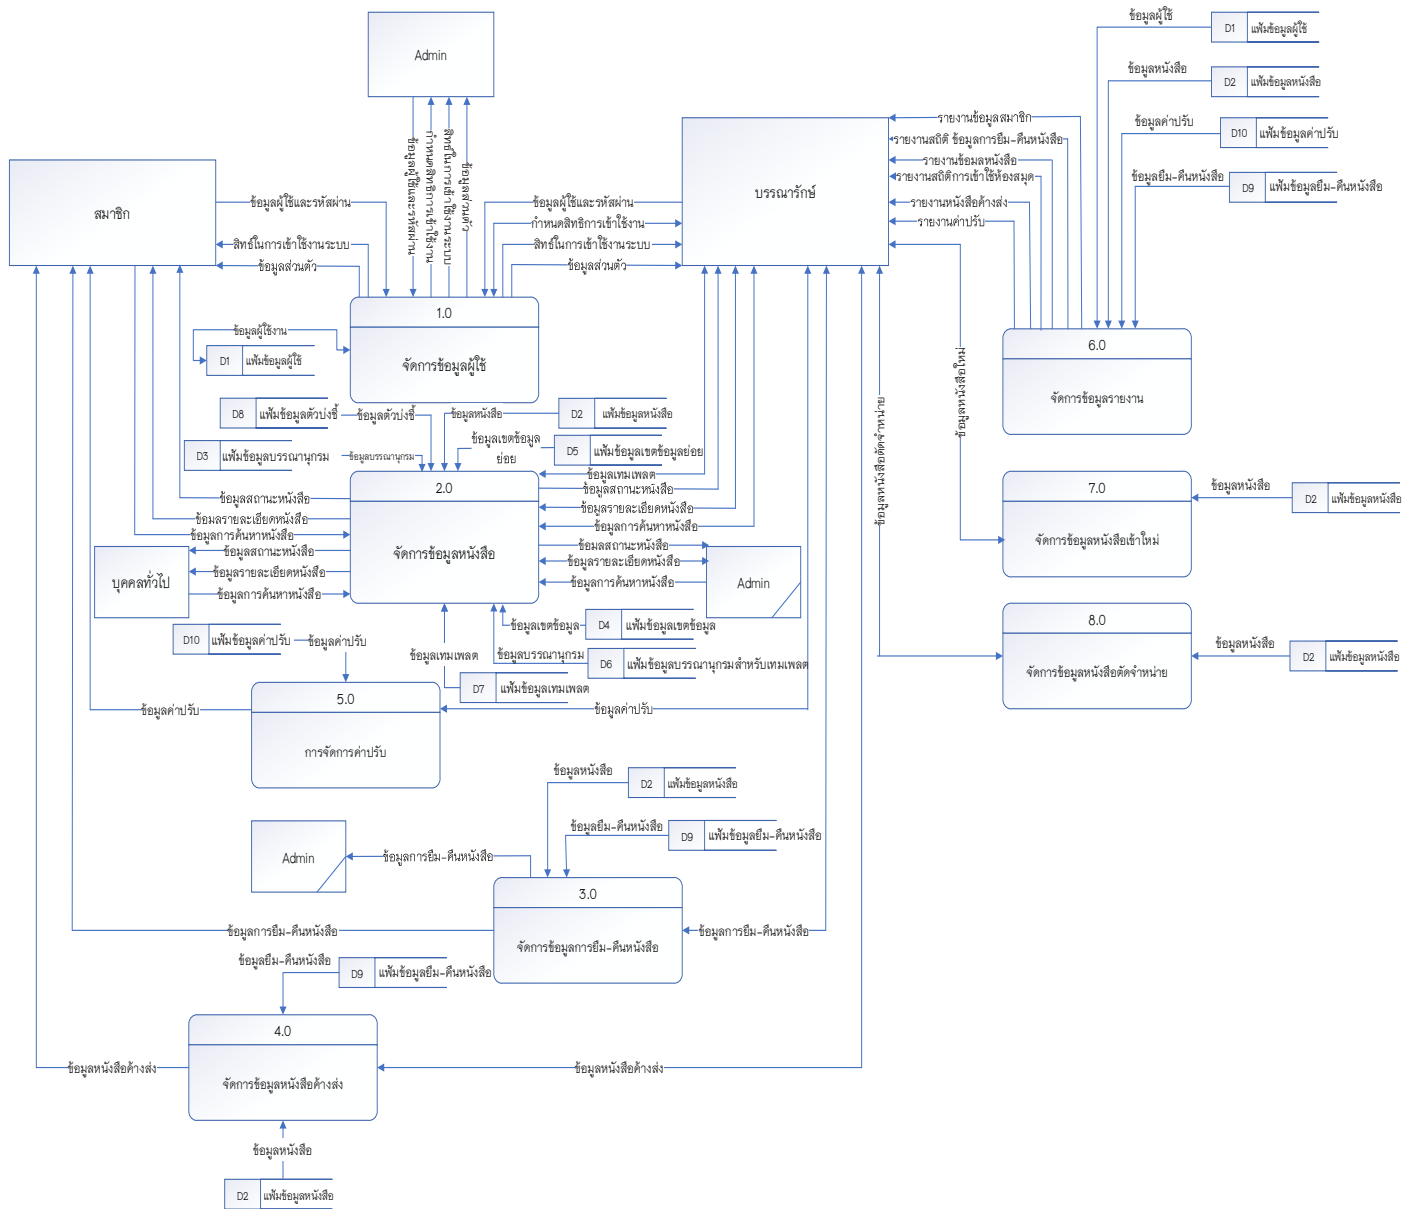 ข้อมูลผู้ใช้
D1 แฟ้มข้อมูลผู้ใช้
Admin
ข้อมูลหนังสือ
D2 แฟ้มข้อมูลหนังสือ
รายงานข้อมูลสมาชิก
ข้อมูลค่าปรับ
D10 แฟ้มข้อมูลค่าปรับ
รายงานสถิติ ข้อมูลการยืม-คืนหนังสือ
รายงานข้อมลหนังสือ
ข้อมูลยืม-คืนหนังสือ
D9 แฟ้มข้อมูลยืม-คืนหนังสือ
รายงานสถิติการเข้าใช้ห้องสมุด
รายงานหนังสือค้างส่ง
รายงานค่าปรับ
ข้อมูลผู้ใช้และรหัสผ่าน
กำหนดสิทธิการเข้าใช้งาน
สิทธ์ในการเข้าใช้งานระบบ
ข้อมูลส่วนตัว
สมาชิก
บรรณารักษ์
ข้อมูลผู้ใช้และรหัสผ่าน
สิทธ์ในการเข้าใช้งานระบบ
ข้อมูลส่วนตัว
ข้อมูลผู้ใช้และรหัสผ่าน
กำหนดสิทธิการเข้าใช้งาน
สิทธ์ในการเข้าใช้งานระบบ
ข้อมูลส่วนตัว
1.0
จัดการข้อมูลผู้ใช้
ข้อมูลผู้ใช้งาน
D1 แฟ้มข้อมูลผู้ใช้
6.0
จัดการข้อมูลรายงาน
ข้อมูลหนังสือใหม่
ข้อมูลหนังสือตัดจำหน่าย
D8 แฟ้มข้อมูลตัวบ่งชี้
ข้อมูลตัวบ่งชี้
ข้อมูลหนังสือ
D2 แฟ้มข้อมูลหนังสือ
D3 แฟ้มข้อมูลบรรณานุกรม
ข้อมูลบรรณานุกรม
ข้อมูลเขตข้อมูล
ย่อย
D5 แฟ้มข้อมูลเขตข้อมูลย่อย
2.0
จัดการข้อมูลหนังสือ
ข้อมูลเทมเพลต
ข้อมูลสถานะหนังสือ
ข้อมูลรายละเอียดหนังสือ
ข้อมูลการค้นหาหนังสือ
ข้อมูลสถานะหนังสือ
ข้อมลรายละเอียดหนังสือ
ข้อมูลการค้นหาหนังสือ
บุคคลทั่วไป
ข้อมูลสถานะหนังสือ
ข้อมูลรายละเอียดหนังสือ
ข้อมูลการค้นหาหนังสือ
ข้อมูลสถานะหนังสือ
ข้อมูลรายละเอียดหนังสือ
ข้อมูลการค้นหาหนังสือ
Admin
7.0
จัดการข้อมูลหนังสือเข้าใหม่
ข้อมูลหนังสือ
D2 แฟ้มข้อมูลหนังสือ
8.0
จัดการข้อมูลหนังสือตัดจำหน่าย
ข้อมูลหนังสือ
D2 แฟ้มข้อมูลหนังสือ
D10 แฟ้มข้อมูลค่าปรับ
ข้อมูลค่าปรับ
ข้อมูลเทมเพลต
ข้อมูลเขตข้อมูล
D4 แฟ้มข้อมูลเขตข้อมูล
ข้อมูลบรรณานุกรม
D6 แฟ้มข้อมูลบรรณานุกรมสำหรับเทมเพลต
D7 แฟ้มข้อมูลเทมเพลต
5.0
การจัดการค่าปรับ
ข้อมูลค่าปรับ
ข้อมูลค่าปรับ
ข้อมูลหนังสือ
D2 แฟ้มข้อมูลหนังสือ
ข้อมูลยืม-คืนหนังสือ
D9 แฟ้มข้อมูลยืม-คืนหนังสือ
Admin
ข้อมูลการยืม-คืนหนังสือ
3.0
จัดการข้อมูลการยืม-คืนหนังสือ
ข้อมูลการยืม-คืนหนังสือ
ข้อมูลการยืม-คืนหนังสือ
ข้อมูลยืม-คืนหนังสือ
D9 แฟ้มข้อมูลยืม-คืนหนังสือ
4.0
จัดการข้อมูลหนังสือค้างส่ง
ข้อมูลหนังสือค้างส่ง
ข้อมูลหนังสือค้างส่ง
ข้อมูลหนังสือ
D2 แฟ้มข้อมูลหนังสือ